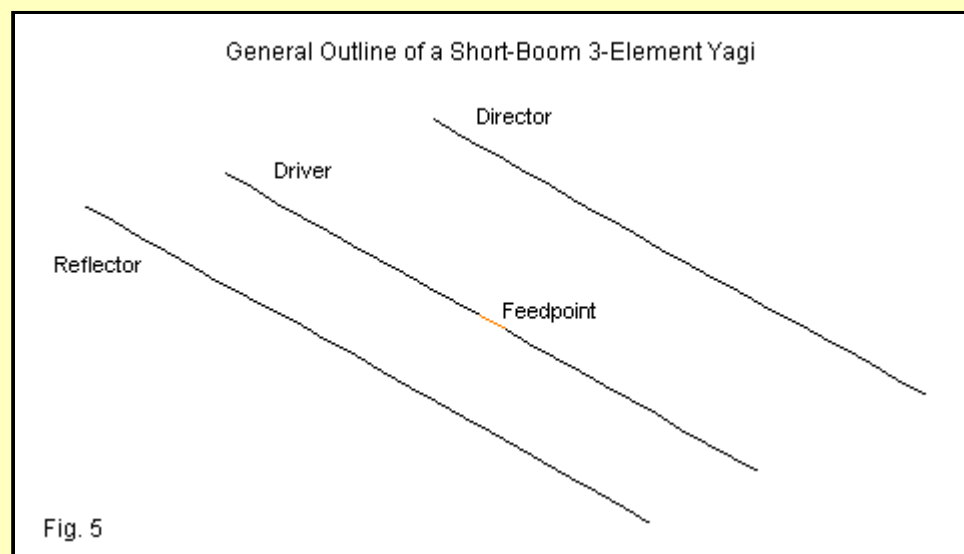 General Outline of a Short-Boom 3-Element Yagi
Director
Driver
Reflector
Feedpoint
Fig. 5